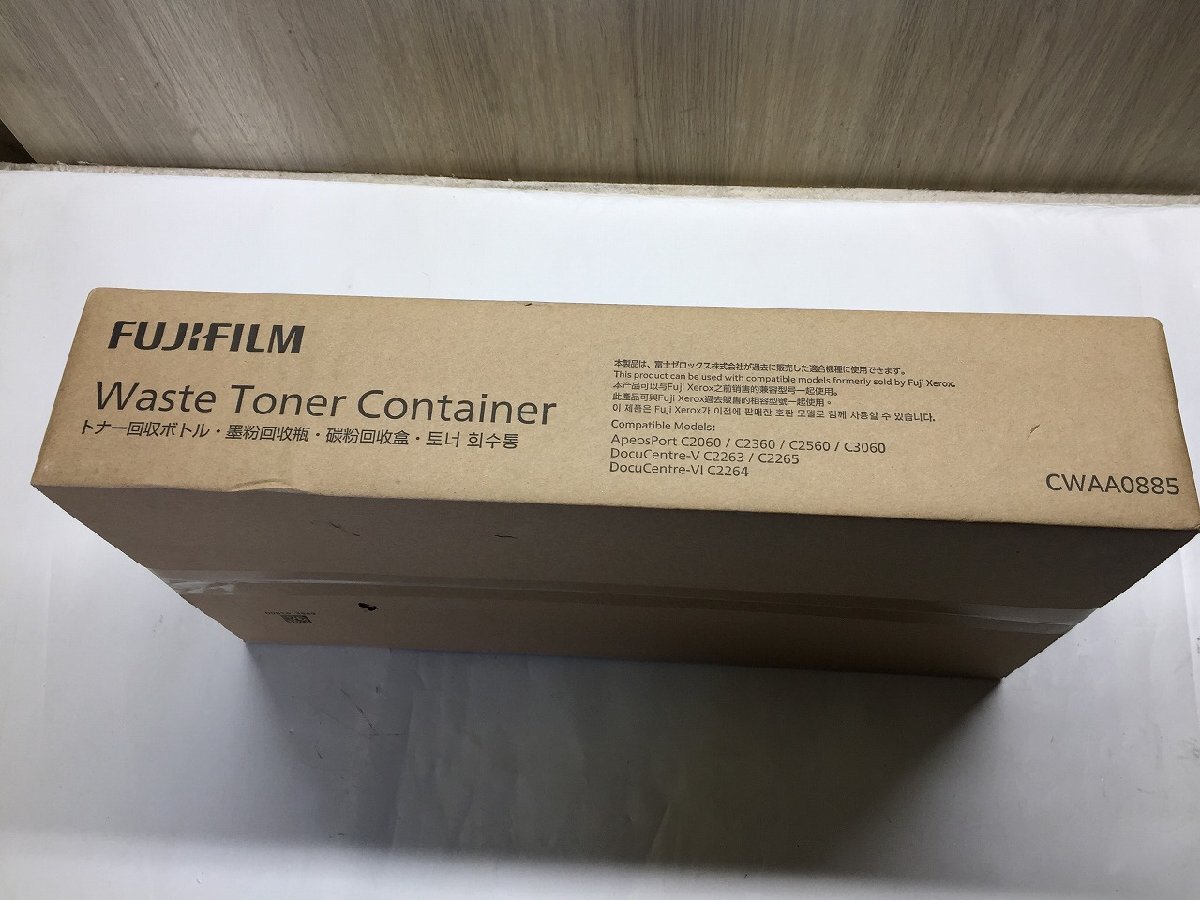 FUJIFILM
Waste Toner Container
トナー回収ボトル・墨粉回收瓶・碳粉回收盒・토너 회수통
本製品は、富士ゼロックス株式会社が過去に販売した適合機種に使用できます。
This product can be used with compatible models formerly sold by Fuji Xerox.
本产品可以与Fuji Xerox之前销售的兼容型号一起使用。
此產品可與Fuji Xerox過去販售的相容型號一起使用。
이 제품은 Fuji Xerox가 이전에 판매한 호환 모델로 함께 사용할 수 있습니다.
Compatible Models:
ApeosPort C2060 / C2360 / C2560 / C3060
DocuCentre-V C2263 / C2265
DocuCentre-VI C2264
CWAA0885